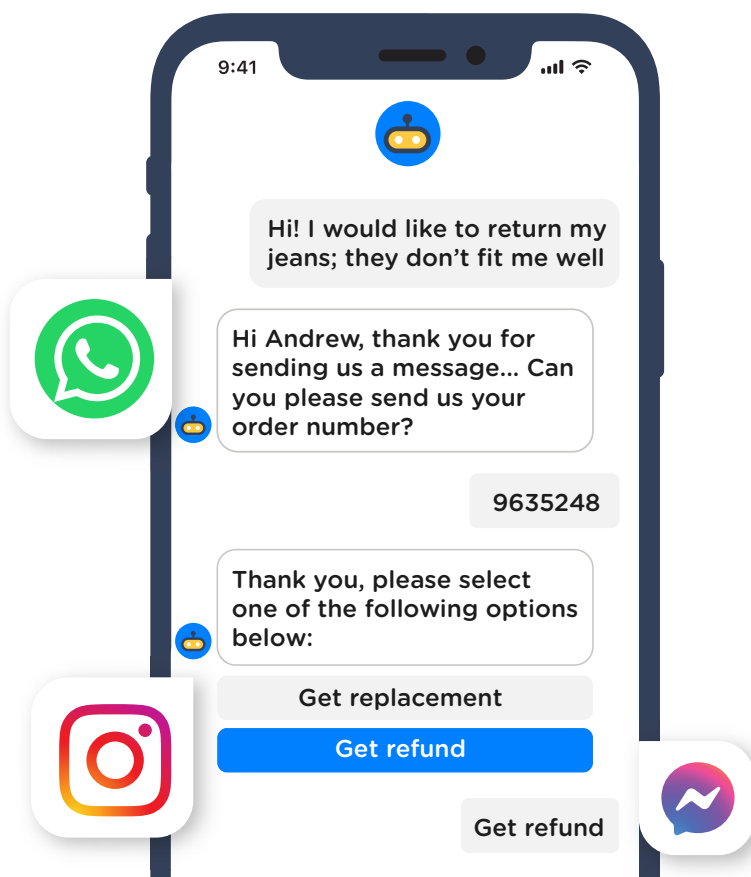 9:41
Hi! I would like to return my
jeans; they don’t fit me well
Hi Andrew, thank you for
sending us a message... Can
you please send us your
order number?
9635248
Thank you, please select
one of the following options
below:
Get replacement
Get refund
Get refund